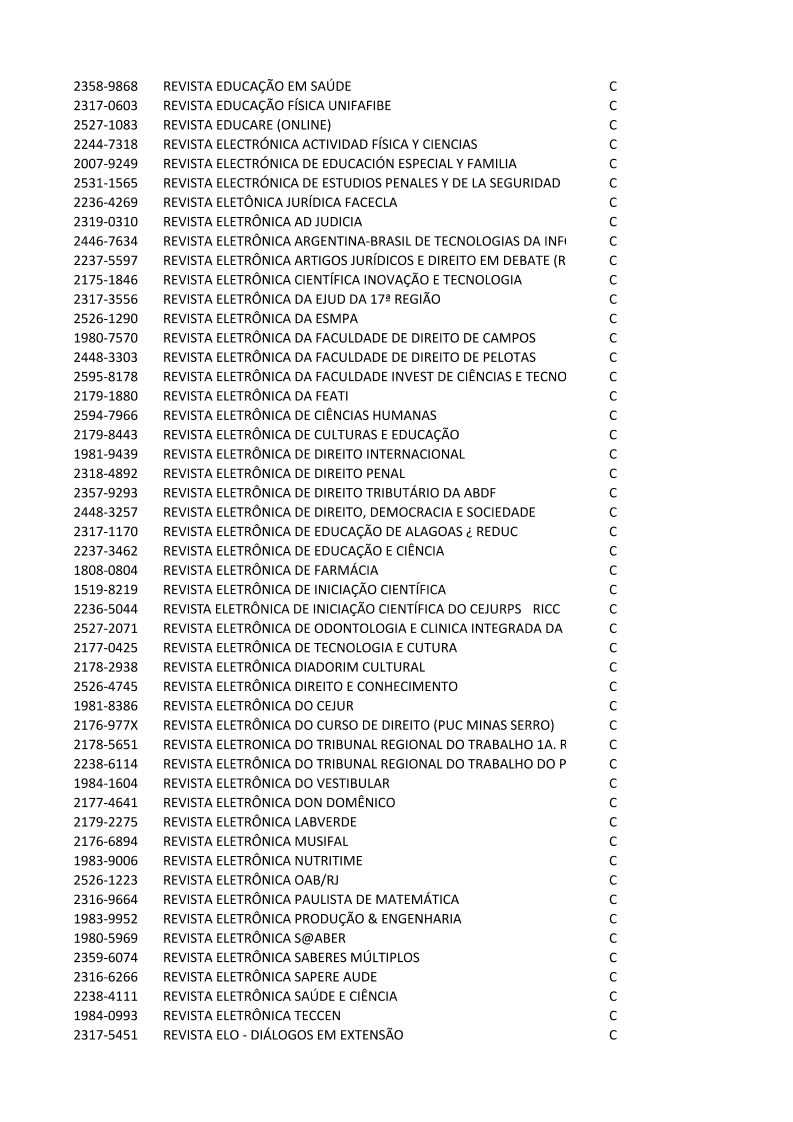 2358-9868 REVISTA EDUCAÇÃO EM SAÚDE C
2317-0603 REVISTA EDUCAÇÃO FÍSICA UNIFAFIBE C
2527-1083 REVISTA EDUCARE (ONLINE) C
2244-7318 REVISTA ELECTRÓNICA ACTIVIDAD FÍSICA Y CIENCIAS C
2007-9249 REVISTA ELECTRÓNICA DE EDUCACIÓN ESPECIAL Y FAMILIA C
2531-1565 REVISTA ELECTRÓNICA DE ESTUDIOS PENALES Y DE LA SEGURIDAD C
2236-4269 REVISTA ELETÔNICA JURÍDICA FACECLA C
2319-0310 REVISTA ELETRÔNICA AD JUDICIA C
2446-7634 REVISTA ELETRÔNICA ARGENTINA-BRASIL DE TECNOLOGIAS DA INF C
2237-5597 REVISTA ELETRÔNICA ARTIGOS JURÍDICOS E DIREITO EM DEBATE (R C
2175-1846 REVISTA ELETRÔNICA CIENTÍFICA INOVAÇÃO E TECNOLOGIA C
2317-3556 REVISTA ELETRÔNICA DA EJUD DA 17ª REGIÃO C
2526-1290 REVISTA ELETRÔNICA DA ESMPA C
1980-7570 REVISTA ELETRÔNICA DA FACULDADE DE DIREITO DE CAMPOS C
2448-3303 REVISTA ELETRÔNICA DA FACULDADE DE DIREITO DE PELOTAS C
2595-8178 REVISTA ELETRÔNICA DA FACULDADE INVEST DE CIÊNCIAS E TECNO C
2179-1880 REVISTA ELETRÔNICA DA FEATI C
2594-7966 REVISTA ELETRÔNICA DE CIÊNCIAS HUMANAS C
2179-8443 REVISTA ELETRÔNICA DE CULTURAS E EDUCAÇÃO C
1981-9439 REVISTA ELETRÔNICA DE DIREITO INTERNACIONAL C
2318-4892 REVISTA ELETRÔNICA DE DIREITO PENAL C
2357-9293 REVISTA ELETRÔNICA DE DIREITO TRIBUTÁRIO DA ABDF C
2448-3257 REVISTA ELETRÔNICA DE DIREITO, DEMOCRACIA E SOCIEDADE C
2317-1170 REVISTA ELETRÔNICA DE EDUCAÇÃO DE ALAGOAS ¿ REDUC C
2237-3462 REVISTA ELETRÔNICA DE EDUCAÇÃO E CIÊNCIA C
1808-0804 REVISTA ELETRÔNICA DE FARMÁCIA C
1519-8219 REVISTA ELETRÔNICA DE INICIAÇÃO CIENTÍFICA C
2236-5044 REVISTA ELETRÔNICA DE INICIAÇÃO CIENTÍFICA DO CEJURPS RICC C
2527-2071 REVISTA ELETRÔNICA DE ODONTOLOGIA E CLINICA INTEGRADA DA C
2177-0425 REVISTA ELETRÔNICA DE TECNOLOGIA E CUTURA C
2178-2938 REVISTA ELETRÔNICA DIADORIM CULTURAL C
2526-4745 REVISTA ELETRÔNICA DIREITO E CONHECIMENTO C
1981-8386 REVISTA ELETRÔNICA DO CEJUR C
2176-977X REVISTA ELETRÔNICA DO CURSO DE DIREITO (PUC MINAS SERRO) C
2178-5651 REVISTA ELETRONICA DO TRIBUNAL REGIONAL DO TRABALHO 1A. R C
2238-6114 REVISTA ELETRÔNICA DO TRIBUNAL REGIONAL DO TRABALHO DO P C
1984-1604 REVISTA ELETRÔNICA DO VESTIBULAR C
2177-4641 REVISTA ELETRÔNICA DON DOMÊNICO C
2179-2275 REVISTA ELETRÔNICA LABVERDE C
2176-6894 REVISTA ELETRÔNICA MUSIFAL C
1983-9006 REVISTA ELETRÔNICA NUTRITIME C
2526-1223 REVISTA ELETRÔNICA OAB/RJ C
2316-9664 REVISTA ELETRÔNICA PAULISTA DE MATEMÁTICA C
1983-9952 REVISTA ELETRÔNICA PRODUÇÃO & ENGENHARIA C
1980-5969 REVISTA ELETRÔNICA S@ABER C
2359-6074 REVISTA ELETRÔNICA SABERES MÚLTIPLOS C
2316-6266 REVISTA ELETRÔNICA SAPERE AUDE C
2238-4111 REVISTA ELETRÔNICA SAÚDE E CIÊNCIA C
1984-0993 REVISTA ELETRÔNICA TECCEN C
2317-5451 REVISTA ELO - DIÁLOGOS EM EXTENSÃO C